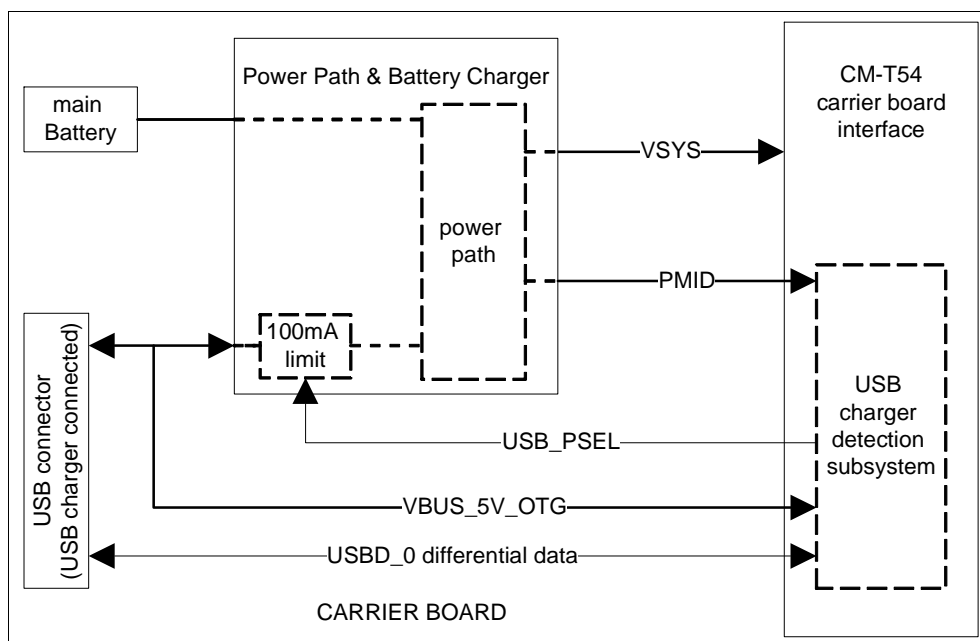 Power Path & Battery Charger
main
Battery
CM-T54
carrier board
interface
VSYS
power
path
PMID
100mA
limit
USB connector
(USB charger connected)
USB
charger
detection
subsystem
USB_PSEL
VBUS_5V_OTG
USBD_0 differential data
CARRIER BOARD